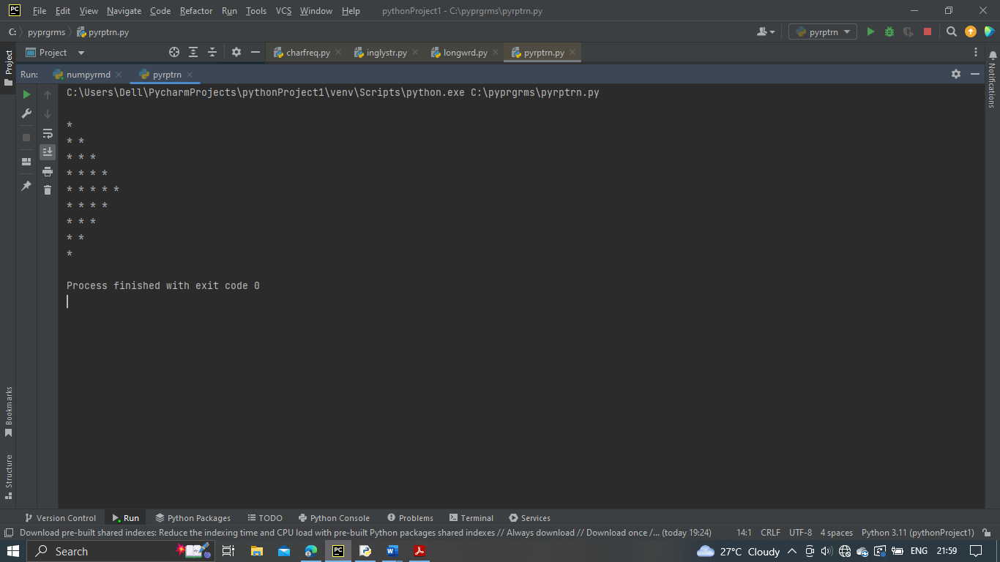 PC File Edit View Navigate Code Refactor Run Tools VCS Window Help pythonProject1 - C:\pyprgrms\pyrptrn.py
C: pyprgrms pyrptrn.py pyrptrn
Project charfreq.py inglystr.py longwrd.py pyrptrn.py
Project
Notifications
Run: numpyrmd pyrptrn
C:\Users\Dell\PycharmProjects\pythonProject1\venv\Scripts\python.exe C:\pyprgrms\pyrptrn.py
*
* *
* * *
* * * *
* * * * *
* * * *
* * *
* *
*
Process finished with exit code 0
Bookmarks
Structure
Version Control Run Python Packages TODO Python Console Problems Terminal Services
Download pre-built shared indexes: Reduce the indexing time and CPU load with pre-built Python packages shared indexes // Always download // Download once /... (today 19:24) 14:1 CRLF UTF-8 4 spaces Python 3.11 (pythonProject1)
Search PC W 27°C Cloudy ENG 21:59